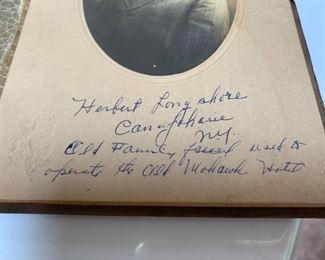 Herbert Longshore
Canajoharie
N.Y.
Old Family friend used to
operate the Old Mohawk Hotel